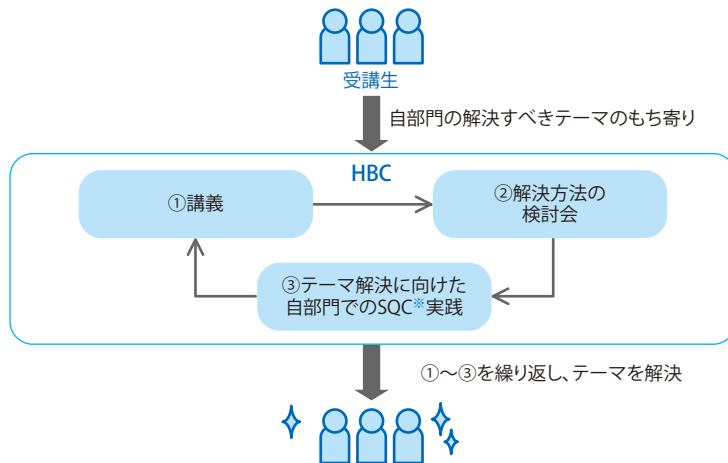 受講生
自部門の解決すべきテーマのもち寄り
HBC
①講義
②解決方法の
検討会
③テーマ解決に向けた
自部門でのSQC※実践
①～③を繰り返し、テーマを解決